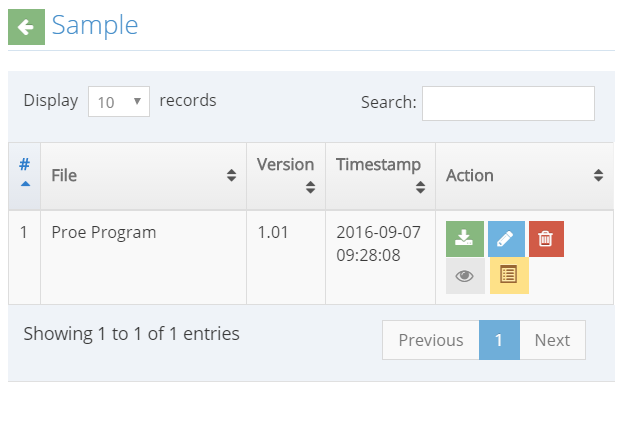 Sample
Display 10 records Search:
# File Version Timestamp Action
1 Proe Program 1.01 2016-09-07
09:28:08
Showing 1 to 1 of 1 entries Previous 1 Next